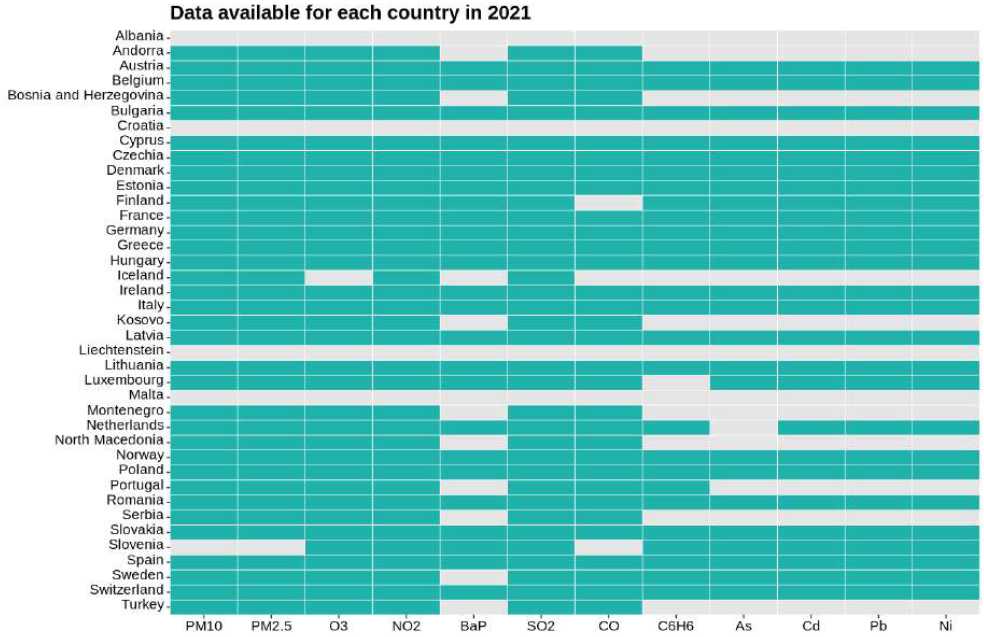 Data available for each country in 2021
Albania
Andorra
Austria
Belgium
Bosnia and Herzegovina
Bulgaria
Croatia
Cyprus
Czechia
Denmark
Estonia
Finland
France
Germany
Greece
Hungary
Iceland
Ireland
Italy
Kosovo
Latvia
Liechtenstein
Lithuania
Luxembourg
Malta
Montenegro
Netherlands
North Macedonia
Norway
Poland
Portugal
Romania
Serbia
Slovakia
Slovenia
Spain
Sweden
Switzerland
Turkey
PM10 PM2.5 O3 NO2 BaP SO2 CO C6H6 As Cd Pb Ni